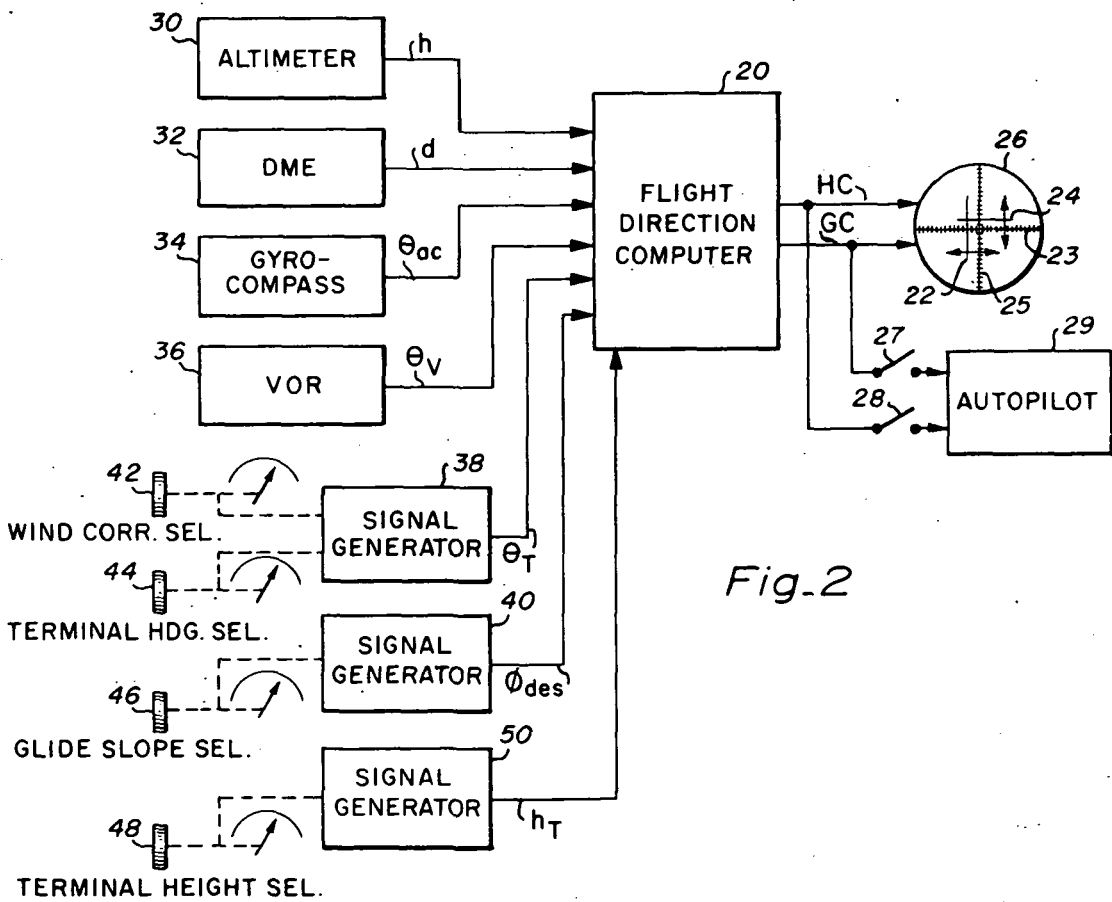 30
ALTIMETER
h
20
32
DME
d
FLIGHT
DIRECTION
COMPUTER
HC
GC
26
24
23
22
25
34
GYRO-
COMPASS
θac
36
VOR
θV
27
28
29
AUTOPILOT
42
WIND CORR. SEL.
38
SIGNAL
GENERATOR
θT
44
TERMINAL HDG. SEL.
40
SIGNAL
GENERATOR
φdes
46
GLIDE SLOPE SEL.
50
SIGNAL
GENERATOR
hT
48
TERMINAL HEIGHT SEL.
Fig_2